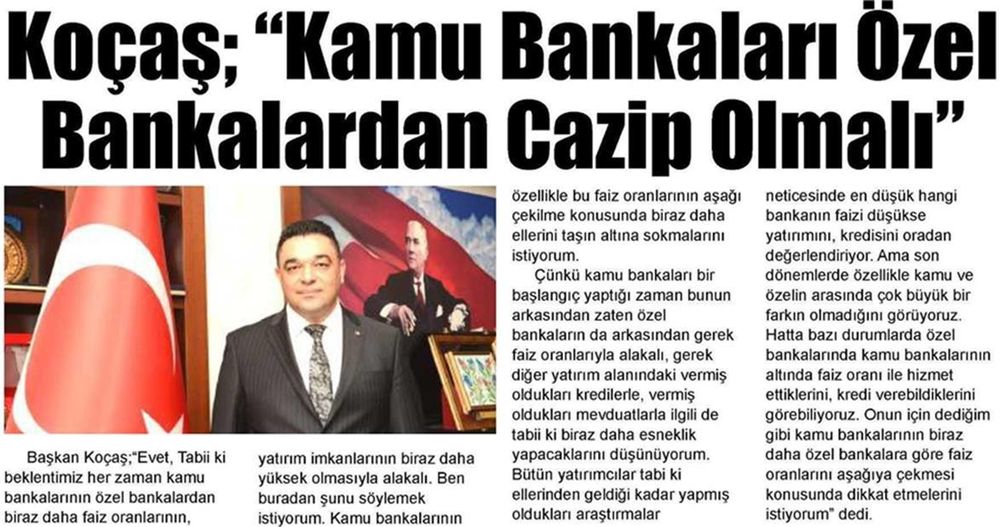 Koçaş; “Kamu Bankaları Özel
Bankalardan Cazip Olmalı”
Başkan Koçaş;“Evet, Tabii ki
beklentimiz her zaman kamu
bankalarının özel bankalardan
biraz daha faiz oranlarının,
yatırım imkanlarının biraz daha
yüksek olmasıyla alakalı. Ben
buradan şunu söylemek
istiyorum. Kamu bankalarının
özellikle bu faiz oranlarının aşağı
çekilme konusunda biraz daha
ellerini taşın altına sokmalarını
istiyorum.
Çünkü kamu bankaları bir
başlangıç yaptığı zaman bunun
arkasından zaten özel
bankaların da arkasından gerek
faiz oranlarıyla alakalı, gerek
diğer yatırım alanındaki vermiş
oldukları kredilerle, vermiş
oldukları mevduatlarla ilgili de
tabii ki biraz daha esneklik
yapacaklarını düşünüyorum.
Bütün yatırımcılar tabi ki
ellerinden geldiği kadar yapmış
oldukları araştırmalar
neticesinde en düşük hangi
bankanın faizi düşükse
yatırımını, kredisini oradan
değerlendiriyor. Ama son
dönemlerde özellikle kamu ve
özelin arasında çok büyük bir
farkın olmadığını görüyoruz.
Hatta bazı durumlarda özel
bankalarında kamu bankalarının
altında faiz oranı ile hizmet
ettiklerini, kredi verebildiklerini
görebiliyoruz. Onun için dediğim
gibi kamu bankalarının biraz
daha özel bankalara göre faiz
oranlarını aşağıya çekmesi
konusunda dikkat etmelerini
istiyorum” dedi.